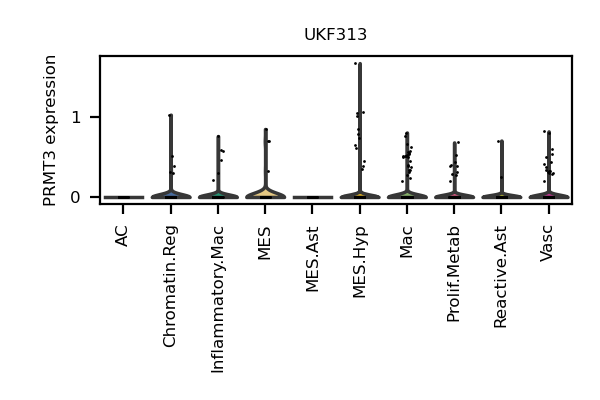 UKF313
PRMT3 expression
1
0
AC
Chromatin.Reg
Inflammatory.Mac
MES
MES.Ast
MES.Hyp
Mac
Prolif.Metab
Reactive.Ast
Vasc